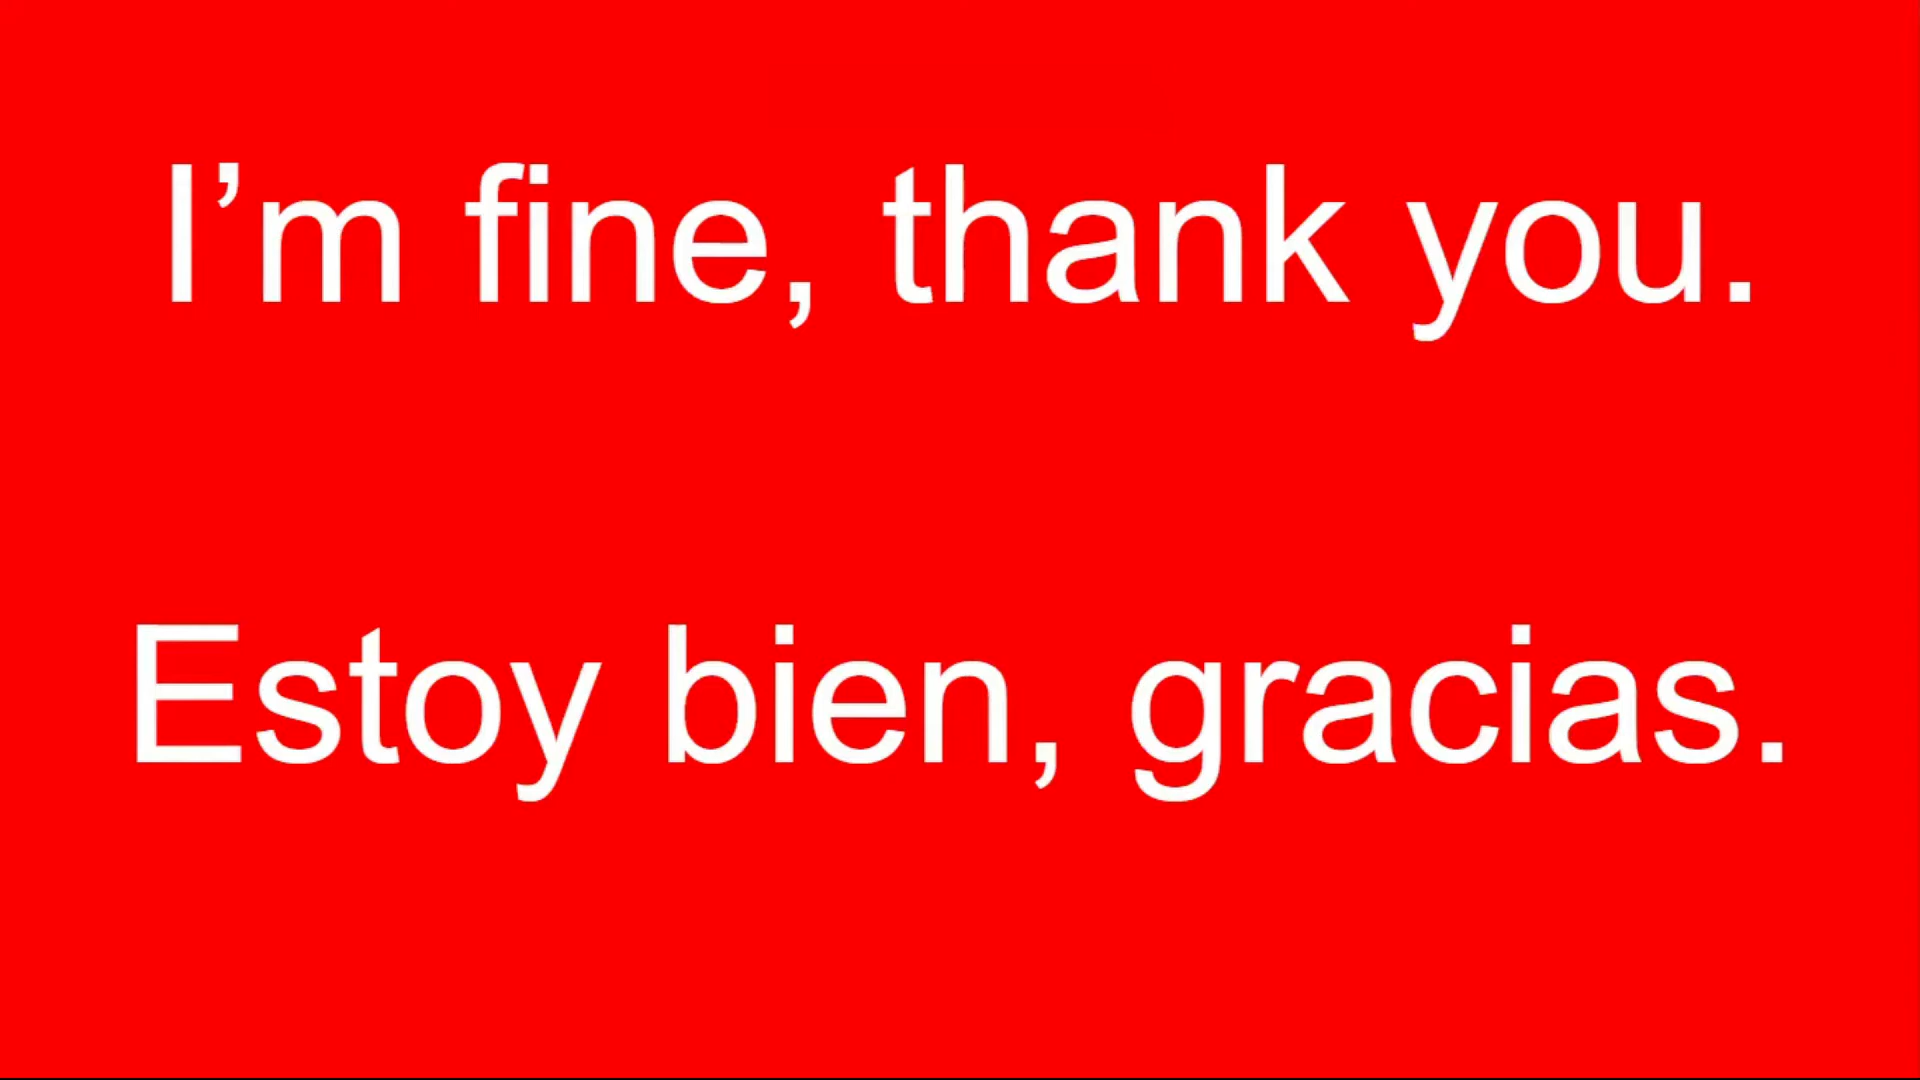 I’m fine, thank you.
Estoy bien, gracias.